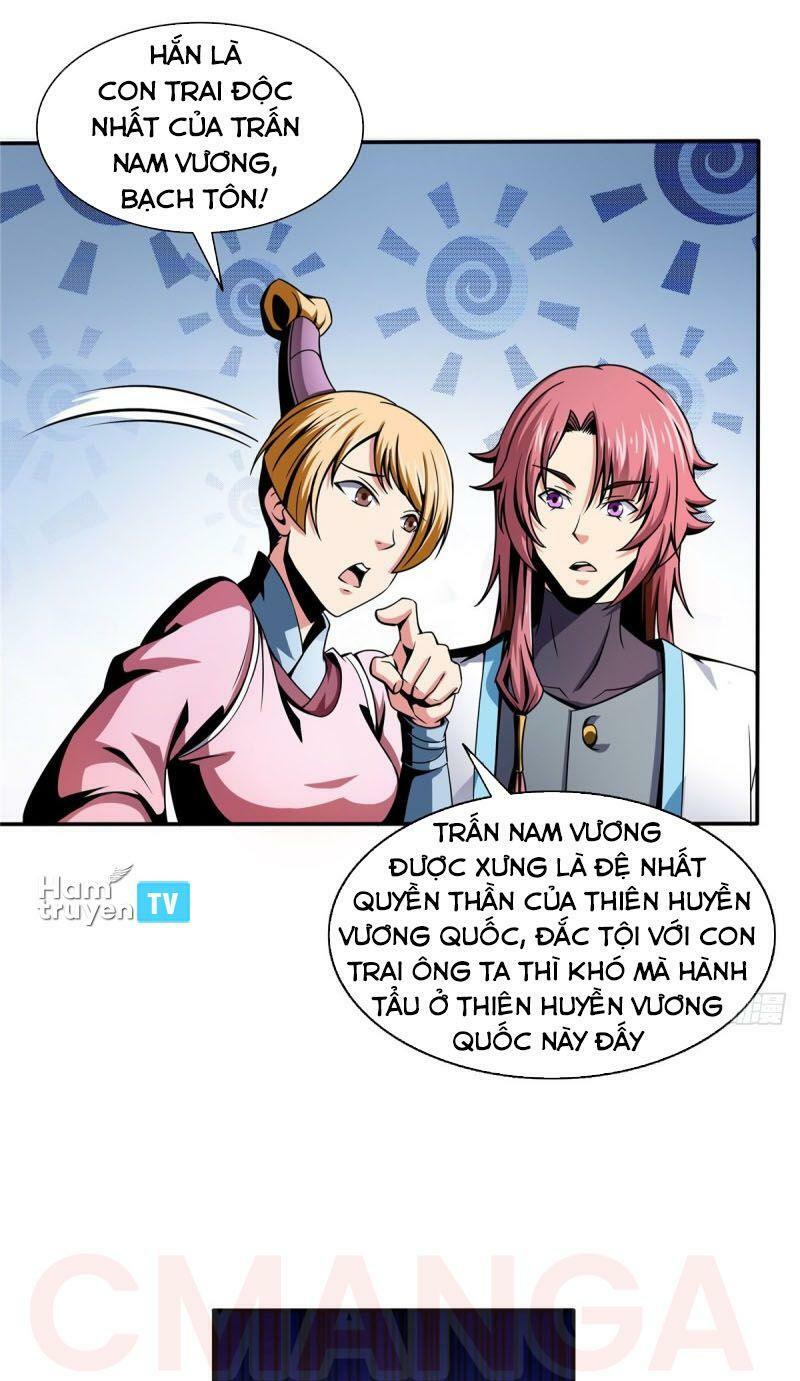 HẮN LÀ
CON TRAI ĐỘC
NHẤT CỦA TRẤN
NAM VƯƠNG,
BẠCH TÔN!
TRẤN NAM VƯƠNG
ĐƯỢC XƯNG LÀ ĐỆ NHẤT
QUYỀN THẦN CỦA THIÊN HUYỀN
VƯƠNG QUỐC, ĐẮC TỘI VỚI CON
TRAI ÔNG TA THÌ KHÓ MÀ HÀNH
TẨU Ở THIÊN HUYỀN VƯƠNG
QUỐC NÀY ĐẤY
Ham
truyen TV
漫
CMANGA